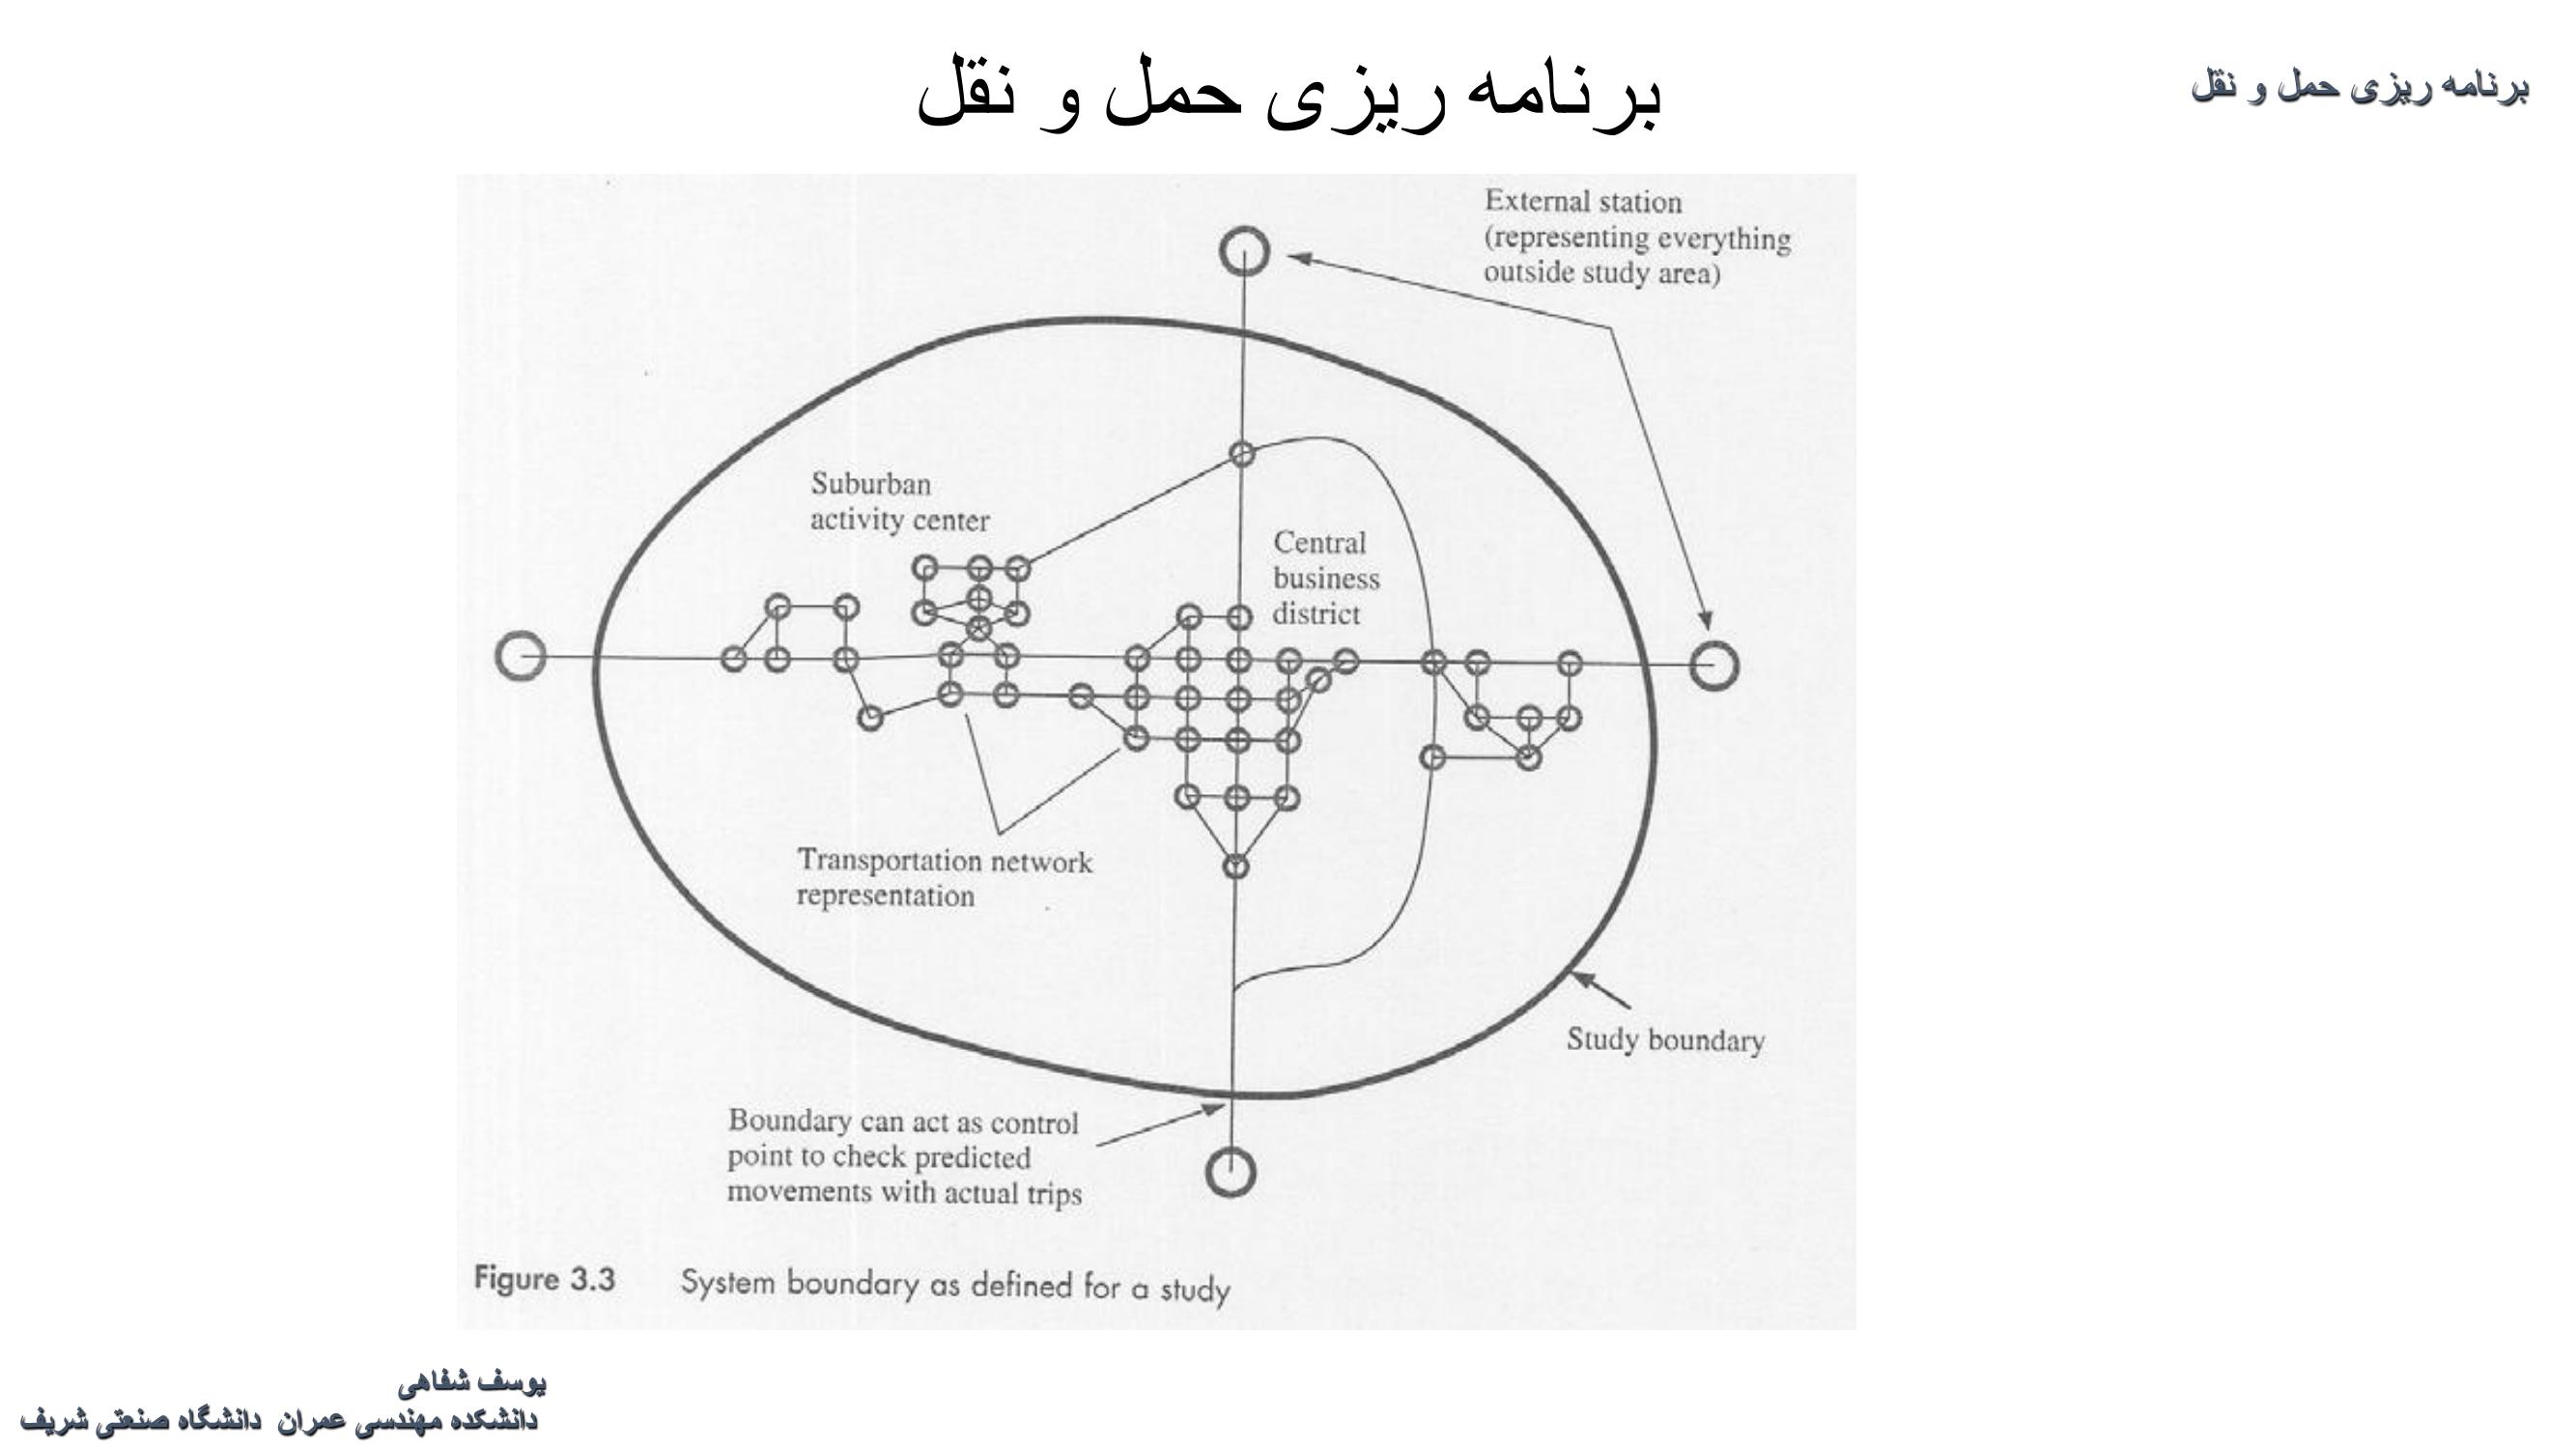 برنامه ریزی حمل و نقل
برنامه ریزی حمل و نقل
External station
(representing everything
outside study area)
Suburban
activity center
Central
business
district
Transportation network
representation
Study boundary
Boundary can act as control
point to check predicted
movements with actual trips
Figure 3.3 System boundary as defined for a study
یوسف شفاهی
دانشکده مهندسی عمران دانشگاه صنعتی شریف